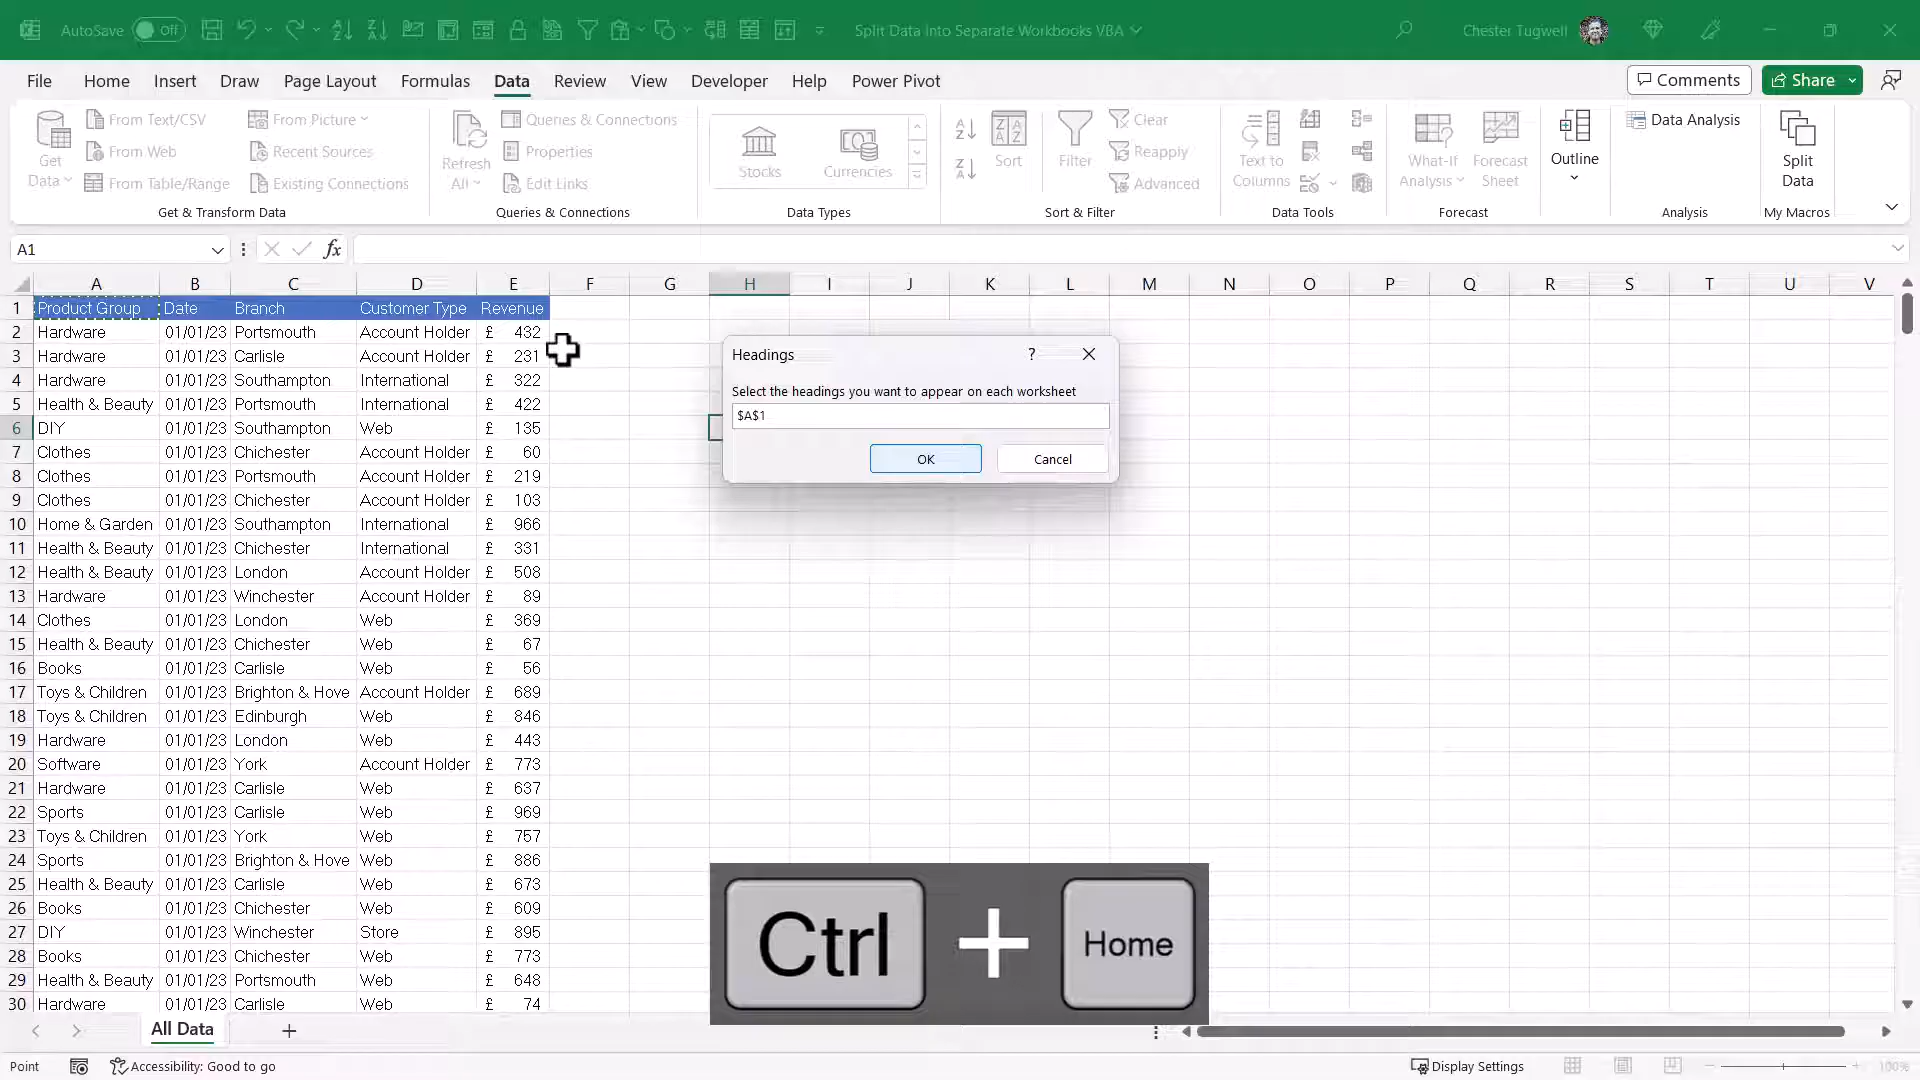 AutoSave Off Split Data Into Separate Workbooks VBA Chester Tugwell
File Home Insert Draw Page Layout Formulas Data Review View Developer Help Power Pivot Comments Share
Get Data
From Text/CSV
From Web
From Table/Range
From Picture
Recent Sources
Existing Connections
Get & Transform Data
Refresh All
Queries & Connections
Properties
Edit Links
Queries & Connections
Stocks
Currencies
Data Types
Sort
Filter
Clear
Reapply
Advanced
Sort & Filter
Text to Columns
Data Tools
What-If Analysis
Forecast Sheet
Forecast
Outline
Data Analysis
Analysis
Split Data
My Macros
A1 fx
A B C D E F G H I J K L M N O P Q R S T U V
1 Product Group Date Branch Customer Type Revenue
2 Hardware 01/01/23 Portsmouth Account Holder £ 432
3 Hardware 01/01/23 Carlisle Account Holder £ 231
4 Hardware 01/01/23 Southampton International £ 322
5 Health & Beauty 01/01/23 Portsmouth International £ 422
6 DIY 01/01/23 Southampton Web £ 135
7 Clothes 01/01/23 Chichester Account Holder £ 60
8 Clothes 01/01/23 Portsmouth Account Holder £ 219
9 Clothes 01/01/23 Chichester Account Holder £ 103
10 Home & Garden 01/01/23 Southampton International £ 966
11 Health & Beauty 01/01/23 Chichester International £ 331
12 Health & Beauty 01/01/23 London Account Holder £ 508
13 Hardware 01/01/23 Winchester Account Holder £ 89
14 Clothes 01/01/23 London Web £ 369
15 Health & Beauty 01/01/23 Chichester Web £ 67
16 Books 01/01/23 Carlisle Web £ 56
17 Toys & Children 01/01/23 Brighton & Hove Account Holder £ 689
18 Toys & Children 01/01/23 Edinburgh Web £ 846
19 Hardware 01/01/23 London Web £ 443
20 Software 01/01/23 York Account Holder £ 773
21 Hardware 01/01/23 Carlisle Web £ 637
22 Sports 01/01/23 Carlisle Web £ 969
23 Toys & Children 01/01/23 York Web £ 757
24 Sports 01/01/23 Brighton & Hove Web £ 886
25 Health & Beauty 01/01/23 Carlisle Web £ 673
26 Books 01/01/23 Chichester Web £ 609
27 DIY 01/01/23 Winchester Store £ 895
28 Books 01/01/23 Chichester Web £ 773
29 Health & Beauty 01/01/23 Portsmouth Web £ 648
30 Hardware 01/01/23 Carlisle Web £ 74
Headings ?
Select the headings you want to appear on each worksheet
$A$1
OK Cancel
Ctrl + Home
All Data
Point Accessibility: Good to go Display Settings 100%